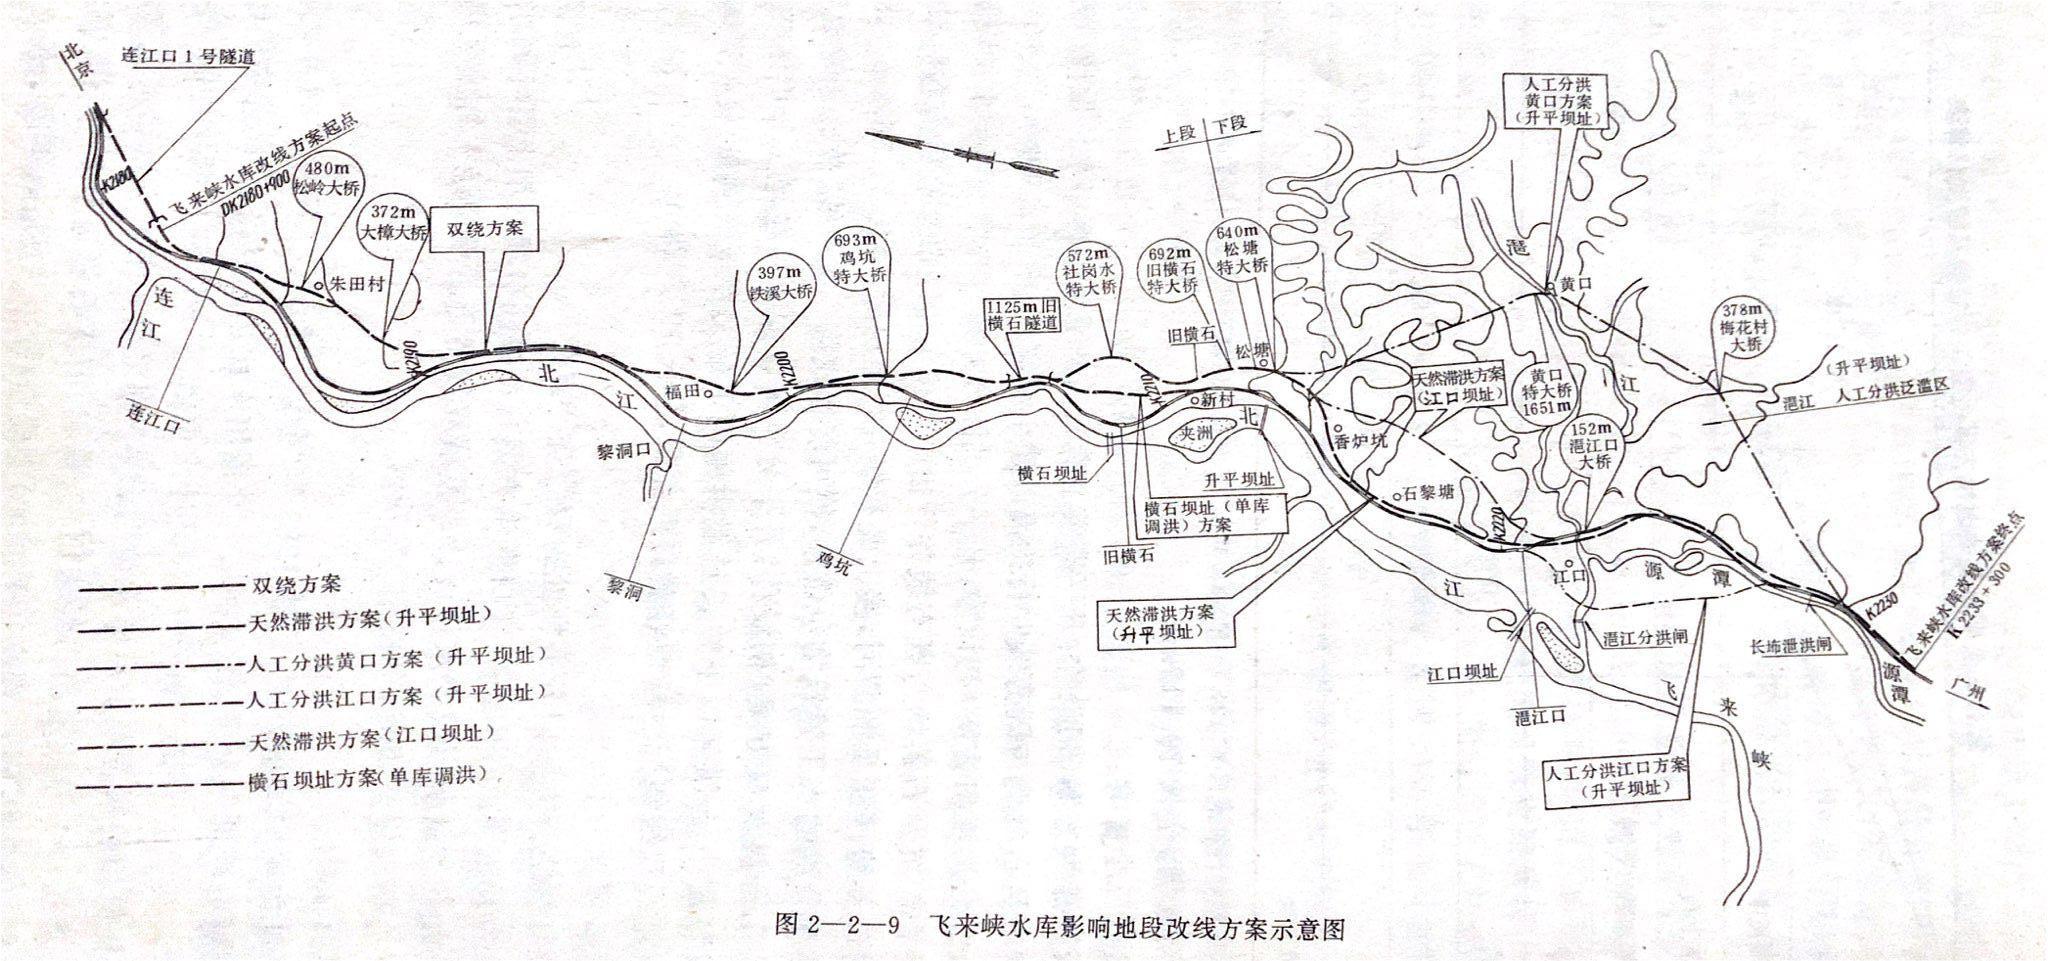 北京
连江口1号隧道
飞来峡水库改线方案起点
DK2180+900
K2180
480m
松岭大桥
372m
大樟大桥
双绕方案
朱田村
连江
连江口
K2190
北江
福田
黎洞口
黎洞
397m
铁溪大桥
K2200
693m
鸡坑
特大桥
鸡坑
1125m旧
横石隧道
572m
社岗水
特大桥
692m
旧横石
特大桥
640m
松塘
特大桥
上段
下段
旧横石
松塘
K2210
新村
夹洲
北江
横石坝址
升平坝址
横石坝址（单库
调洪）方案
旧横石
香炉坑
石黎塘
天然滞洪方案
（升平坝址）
天然滞洪方案
（江口坝址）
人工分洪
黄口方案
（升平坝址）
黄口
潖江
黄口
特大桥
1651m
152m
潖江口
大桥
378m
梅花村
大桥
（升平坝址）
潖江 人工分洪泛滥区
K2220
江口
源潭
潖江分洪闸
江口坝址
潖江口
飞来峡
人工分洪江口方案
（升平坝址）
长埔泄洪闸
K2230
飞来峡水库改线方案终点
K2233+300
源潭
广州
双绕方案
天然滞洪方案（升平坝址）
人工分洪黄口方案（升平坝址）
人工分洪江口方案（升平坝址）
天然滞洪方案（江口坝址）
横石坝址方案（单库调洪）
图2—2—9 飞来峡水库影响地段改线方案示意图